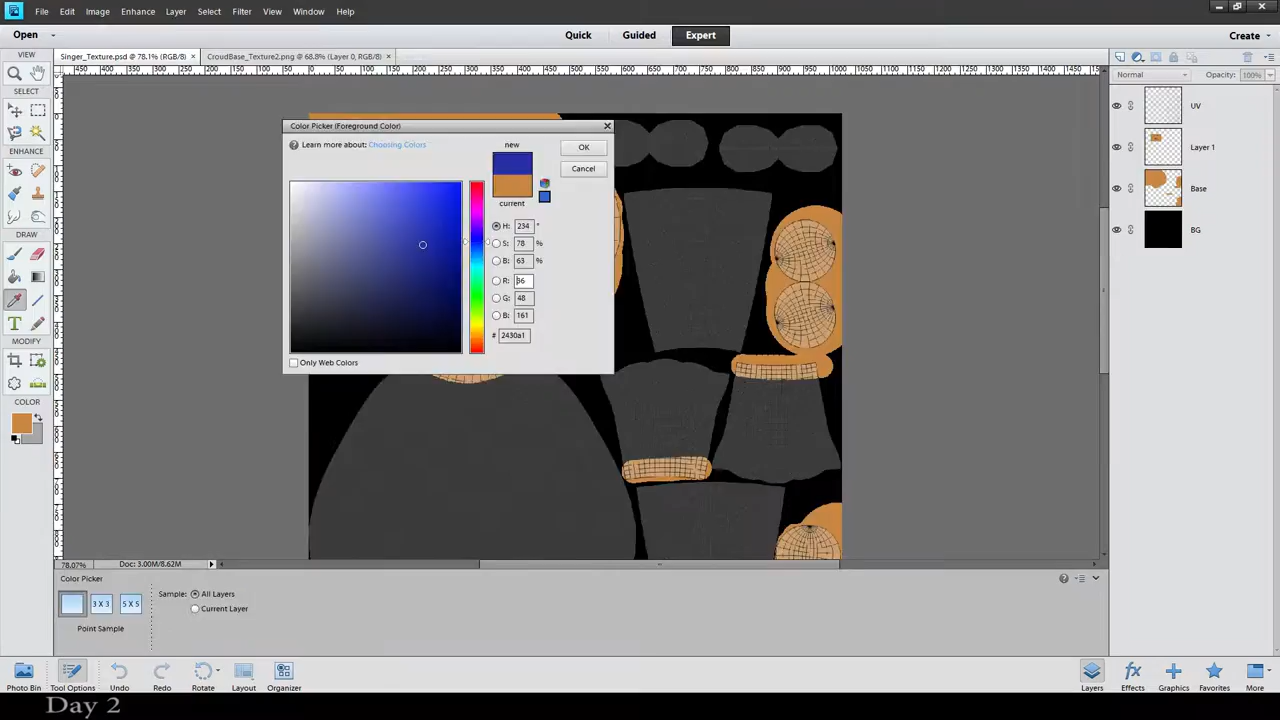 File Edit Image Enhance Layer Select Filter View Window Help
Open Quick Guided Expert Create
VIEW Singer_Texture.psd @ 78.1% (RGB/8) × CroudBase_Texture2.png @ 68.8% (Layer 0, RGB/8) ×
SELECT
ENHANCE
DRAW
MODIFY
COLOR
Color Picker (Foreground Color)
Learn more about: Choosing Colors
new
current
OK
Cancel
H: 234 °
S: 78 %
B: 63 %
R: 36
G: 48
B: 161
# 2430a1
Only Web Colors
Normal Opacity: 100%
UV
Layer 1
Base
BG
78.07% Doc: 3.00M/8.62M
Color Picker
3 X 3 5 X 5
Point Sample
Sample: All Layers
Current Layer
Photo Bin Tool Options Undo Redo Rotate Layout Organizer Layers Effects Graphics Favorites More
Day 2